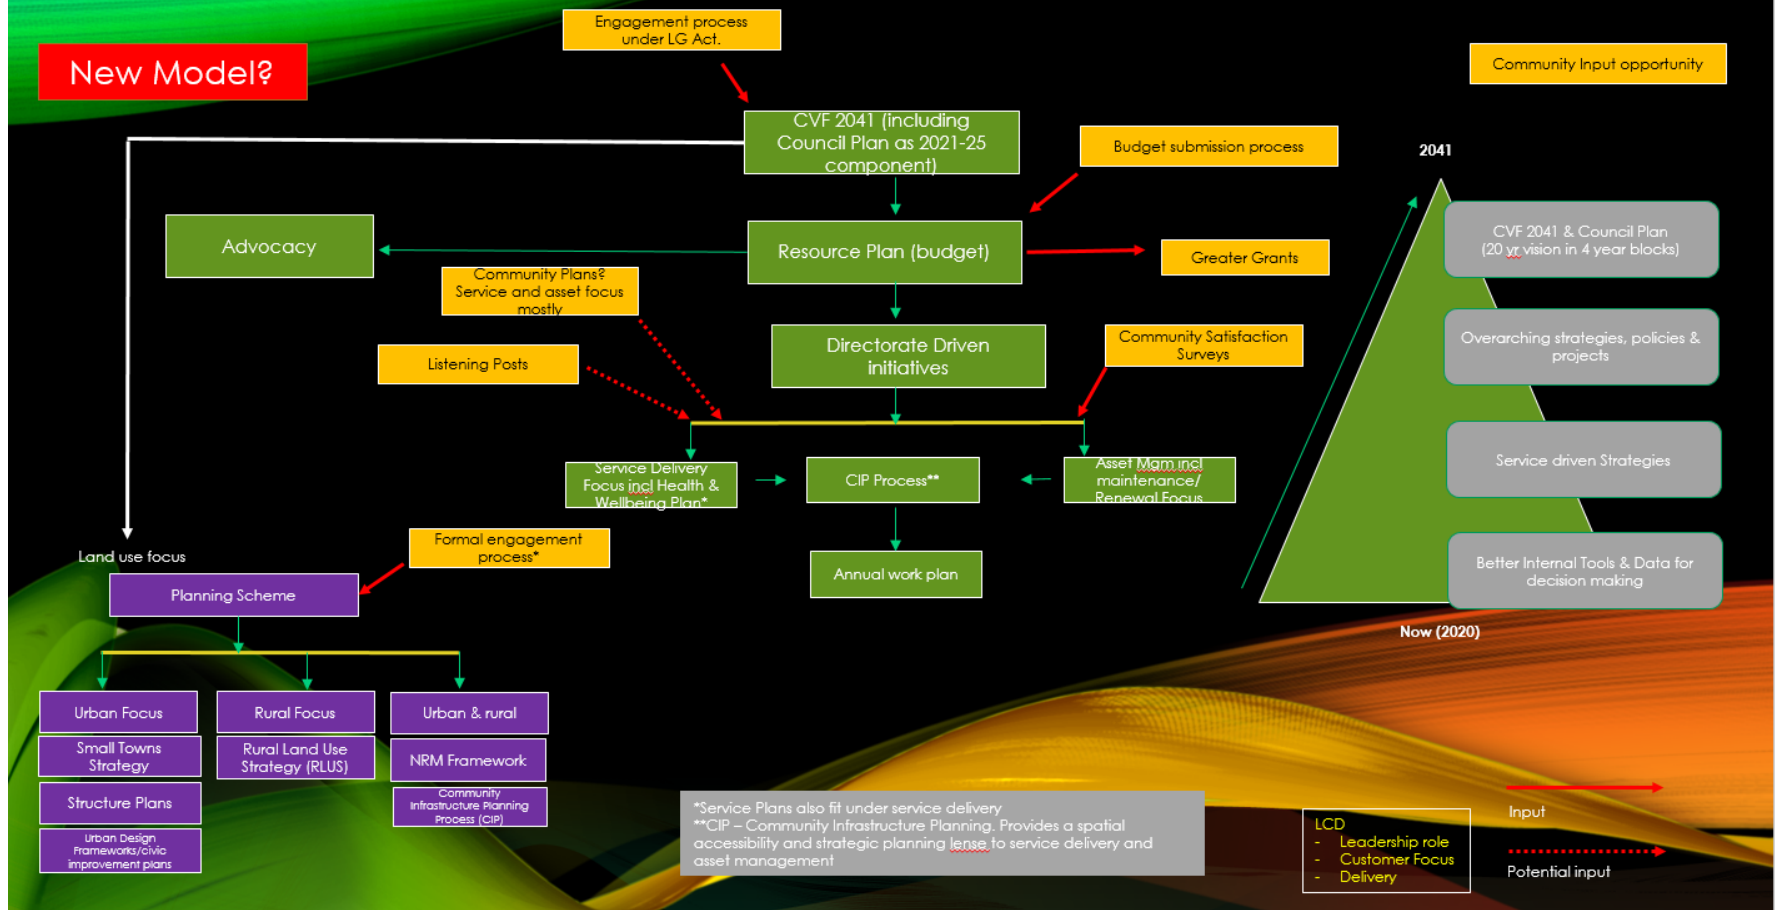 Engagement process
under LG Act.
New Model?
Community Input opportunity
CVF 2041 (including
Council Plan as 2021-25
component)
Budget submission process
2041
Advocacy
Resource Plan (budget)
Greater Grants
CVF 2041 & Council Plan
(20 yr vision in 4 year blocks)
Community Plans?
Service and asset focus
mostly
Listening Posts
Directorate Driven
initiatives
Community Satisfaction
Surveys
Overarching strategies, policies &
projects
Service Delivery
Focus incl Health &
Wellbeing Plan*
CIP Process**
Asset Mgm incl
maintenance/
Renewal Focus
Service driven Strategies
Formal engagement
process*
Land use focus
Planning Scheme
Annual work plan
Better Internal Tools & Data for
decision making
Now (2020)
Urban Focus
Rural Focus
Urban & rural
Small Towns
Strategy
Rural Land Use
Strategy (RLUS)
NRM Framework
Structure Plans
Community
Infrastructure Planning
Process (CIP)
Urban Design
Frameworks/civic
improvement plans
*Service Plans also fit under service delivery
**CIP – Community Infrastructure Planning. Provides a spatial
accessibility and strategic planning lense to service delivery and
asset management
LCD
- Leadership role
- Customer Focus
- Delivery
Input
Potential input